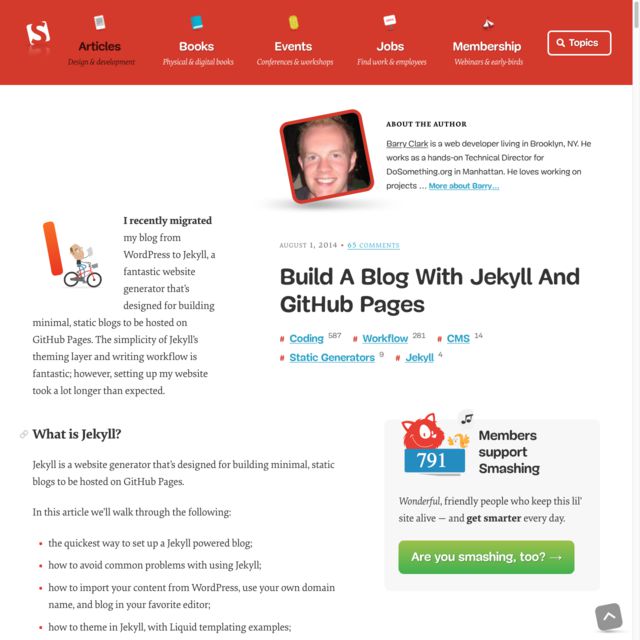 S
Articles
Design & development
Books
Physical & digital books
Events
Conferences & workshops
Jobs
Find work & employees
Membership
Webinars & early-birds
Topics
ABOUT THE AUTHOR
Barry Clark is a web developer living in Brooklyn, NY. He
works as a hands-on Technical Director for
DoSomething.org in Manhattan. He loves working on
projects … More about Barry…
AUGUST 1, 2014 • 65 COMMENTS
Build A Blog With Jekyll And
GitHub Pages
# Coding 587 # Workflow 281 # CMS 14
# Static Generators 9 # Jekyll 4
I recently migrated
my blog from
WordPress to Jekyll, a
fantastic website
generator that's
designed for building
minimal, static blogs to be hosted on
GitHub Pages. The simplicity of Jekyll's
theming layer and writing workflow is
fantastic; however, setting up my website
took a lot longer than expected.
What is Jekyll?
Jekyll is a website generator that's designed for building minimal, static
blogs to be hosted on GitHub Pages.
In this article we'll walk through the following:
the quickest way to set up a Jekyll powered blog;
how to avoid common problems with using Jekyll;
how to import your content from WordPress, use your own domain
name, and blog in your favorite editor;
how to theme in Jekyll, with Liquid templating examples;
791
Members
support
Smashing
Wonderful, friendly people who keep this lil'
site alive — and get smarter every day.
Are you smashing, too? →